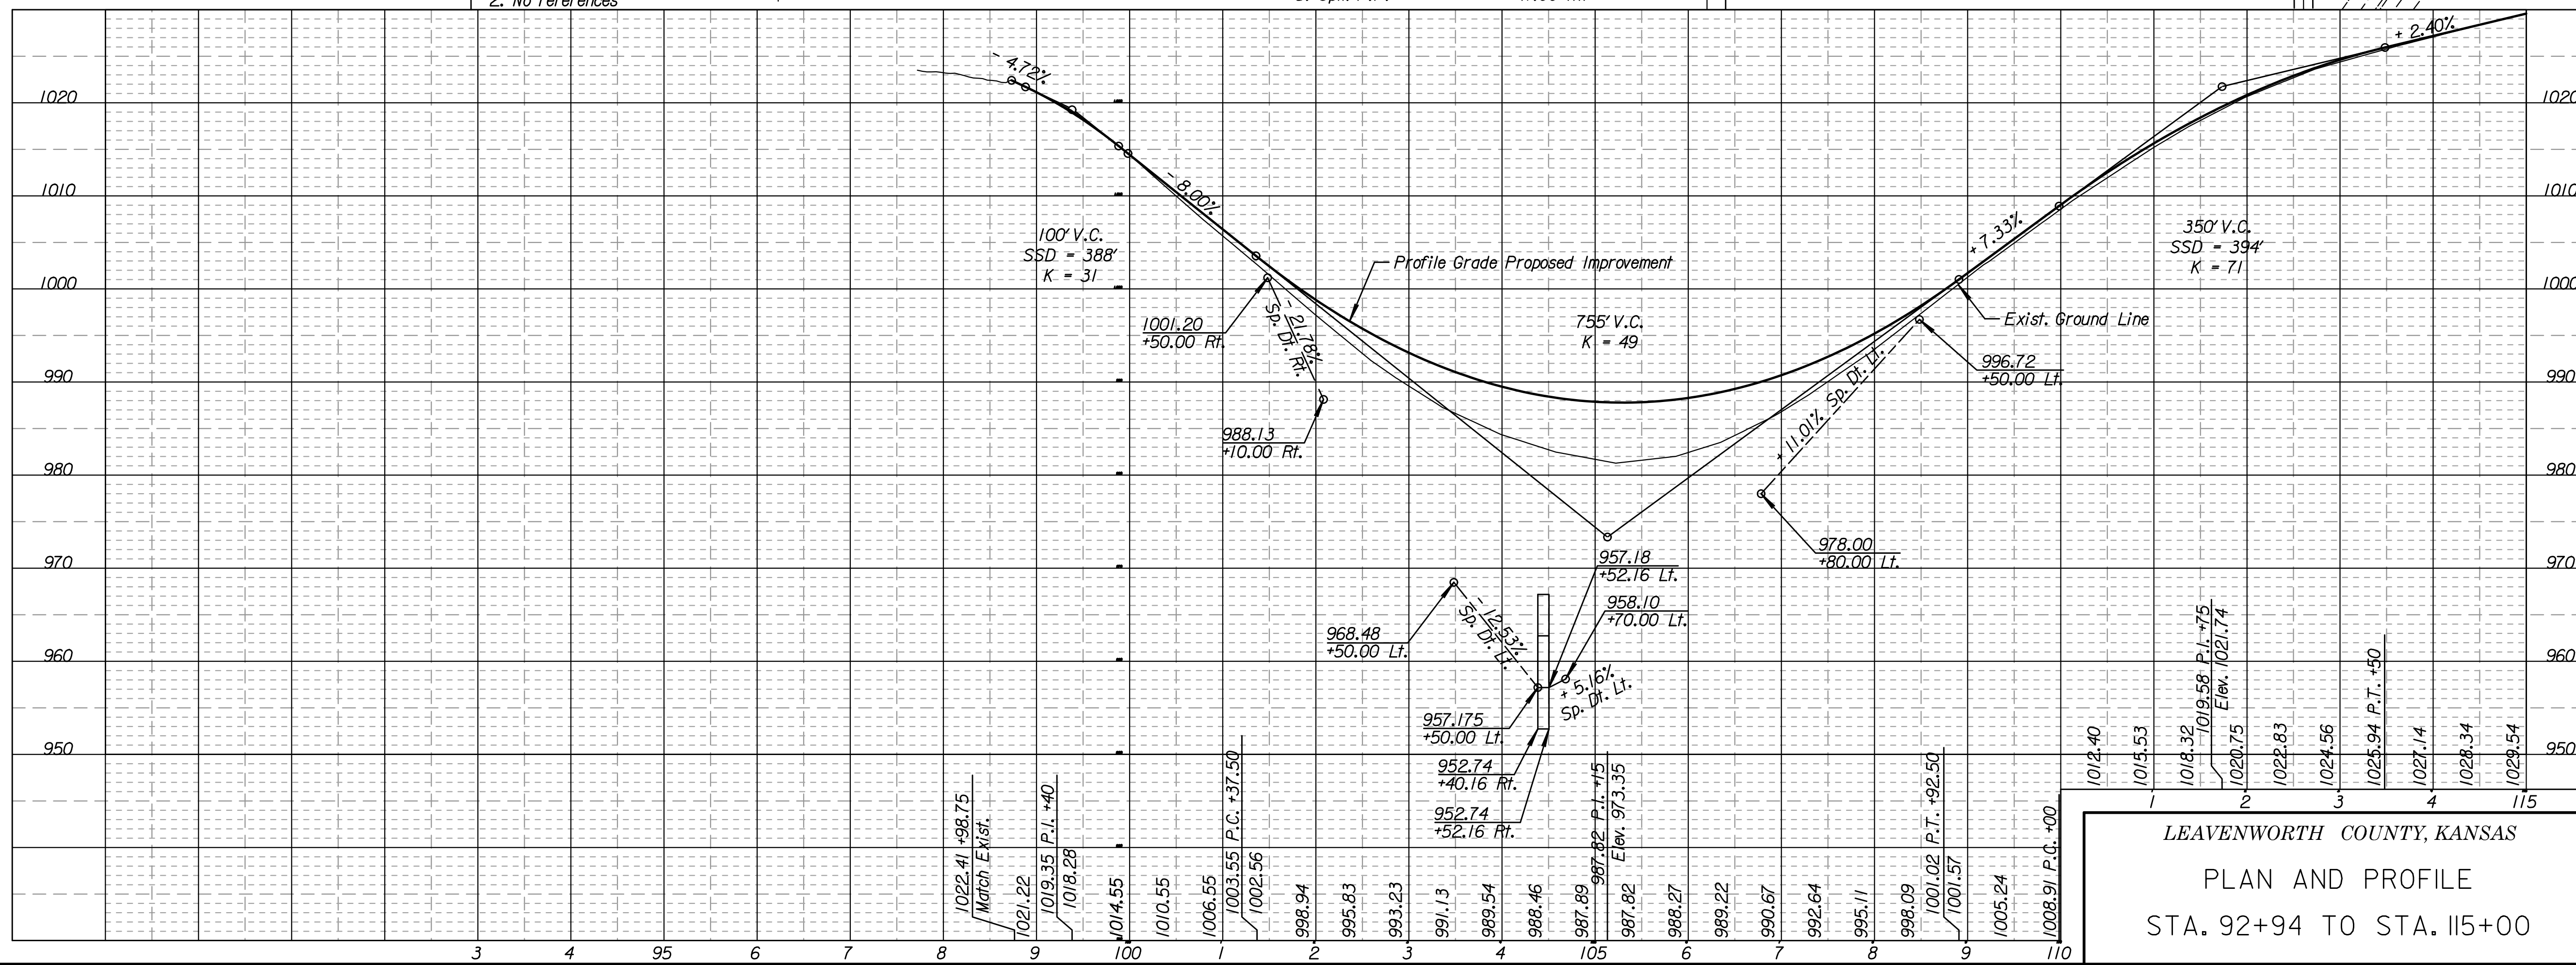 2. No references
- 4.72%
+ 2.40%
1020
1020
1010
1010
1000
1000
990
990
980
980
970
970
960
960
950
950
- 8.00%
100' V.C.
SSD = 388'
K = 31
Profile Grade Proposed Improvement
1001.20
+50.00 Rt.
- 21.78%
Sp. Dt. Rt.
988.13
+10.00 Rt.
755' V.C.
K = 49
+ 7.33%
350' V.C.
SSD = 394'
K = 71
Exist. Ground Line
996.72
+50.00 Lt.
+ 11.01% Sp. Dt. Lt.
978.00
+80.00 Lt.
957.18
+52.16 Lt.
958.10
+70.00 Lt.
968.48
+50.00 Lt.
- 12.53%
Sp. Dt. Lt.
+ 5.16%
Sp. Dt. Lt.
957.175
+50.00 Lt.
952.74
+40.16 Rt.
952.74
+52.16 Rt.
1022.41 +98.75
Match Exist.
1021.22
1019.35 P.I. +40
1018.28
1014.55
1010.55
1006.55
1003.55 P.C. +37.50
1002.56
998.94
995.83
993.23
991.13
989.54
988.46
987.89
987.82 P.I. +15
Elev. 973.35
987.82
988.27
989.22
990.67
992.64
995.11
998.09
1001.02 P.T. +92.50
1001.57
1005.24
1008.91 P.C. +00
1012.40
1015.53
1018.32
1019.58 P.I. +75
Elev. 1021.74
1020.75
1022.83
1024.56
1025.94 P.T. +50
1027.14
1028.34
1029.54
1 2 3 4 115
3 4 95 6 7 8 9 100 1 2 3 4 105 6 7 8 9 110
LEAVENWORTH COUNTY, KANSAS
PLAN AND PROFILE
STA. 92+94 TO STA. 115+00